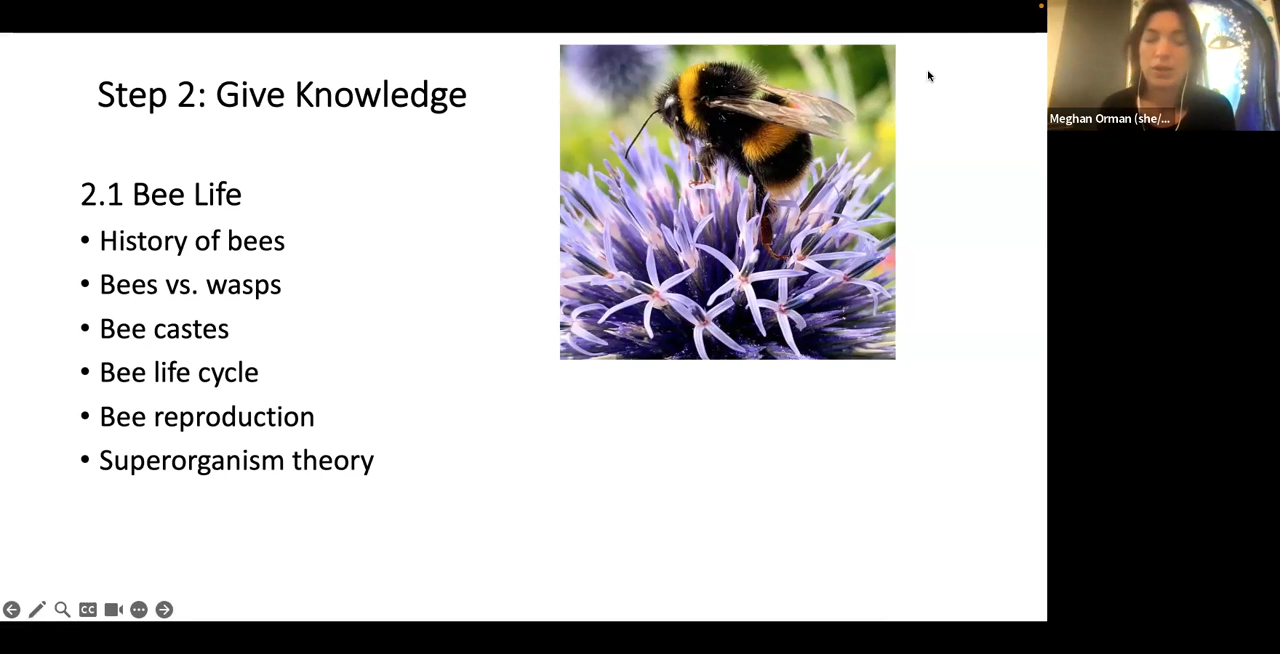 Step 2: Give Knowledge
2.1 Bee Life
• History of bees
• Bees vs. wasps
• Bee castes
• Bee life cycle
• Bee reproduction
• Superorganism theory
Meghan Orman (she/...
CC